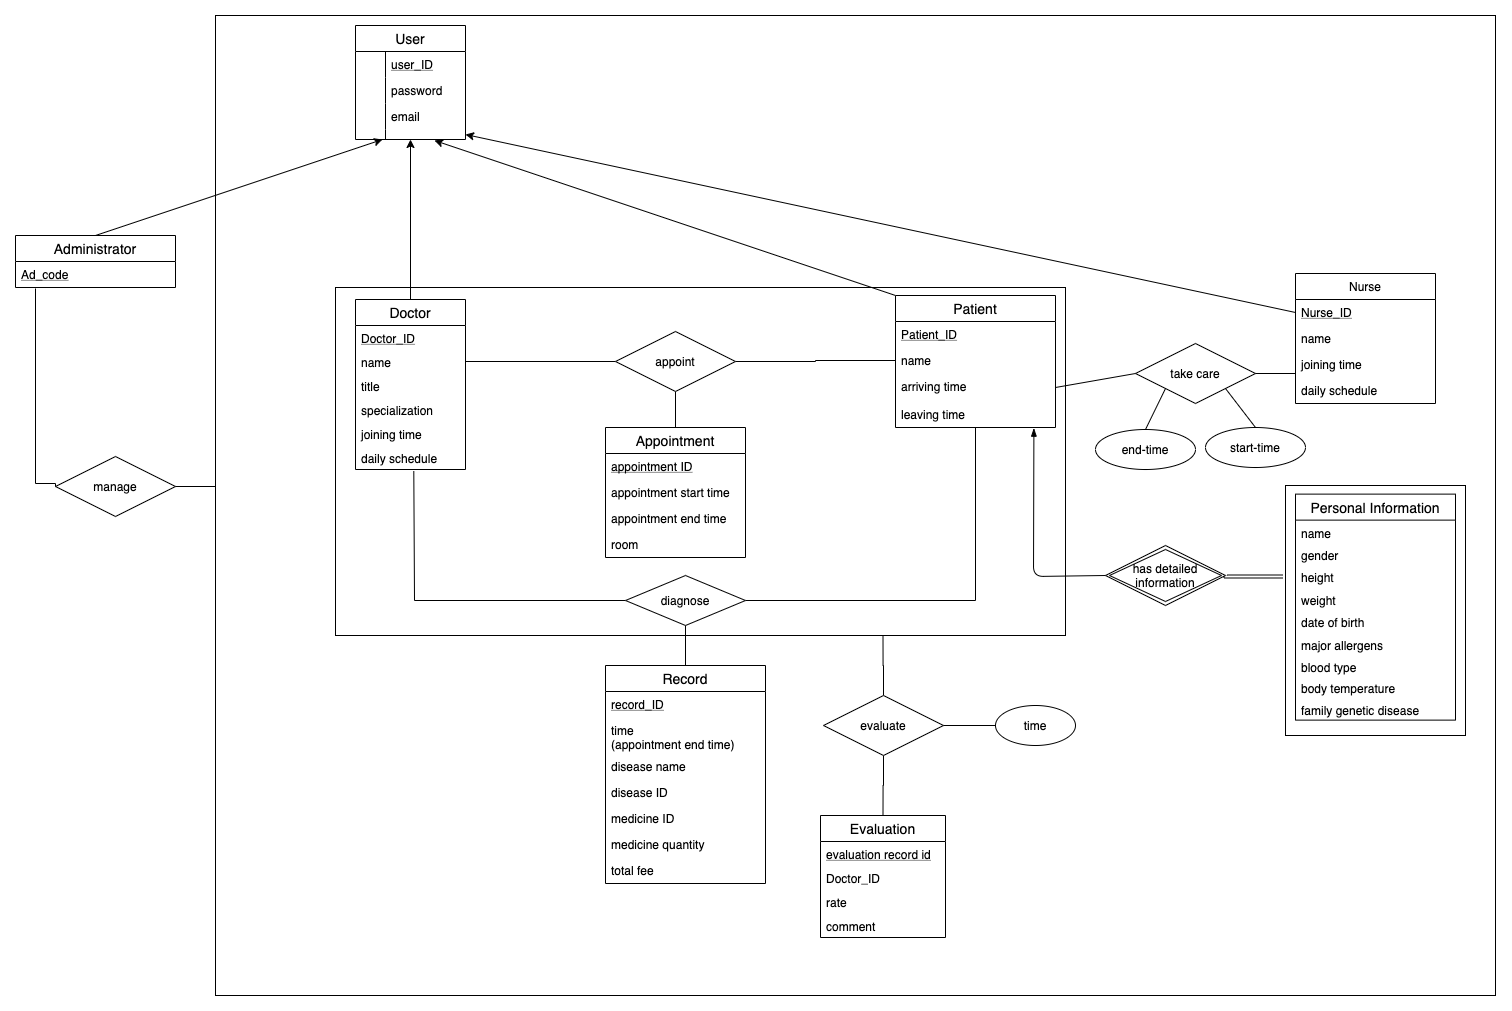 User
user_ID
password
email
Administrator
Ad_code
manage
Doctor
Doctor_ID
name
title
specialization
joining time
daily schedule
appoint
Appointment
appointment ID
appointment start time
appointment end time
room
Patient
Patient_ID
name
arriving time
leaving time
take care
end-time
start-time
Nurse
Nurse_ID
name
joining time
daily schedule
has detailed
information
Personal Information
name
gender
height
weight
date of birth
major allergens
blood type
body temperature
family genetic disease
diagnose
Record
record_ID
time
(appointment end time)
disease name
disease ID
medicine ID
medicine quantity
total fee
evaluate
time
Evaluation
evaluation record id
Doctor_ID
rate
comment